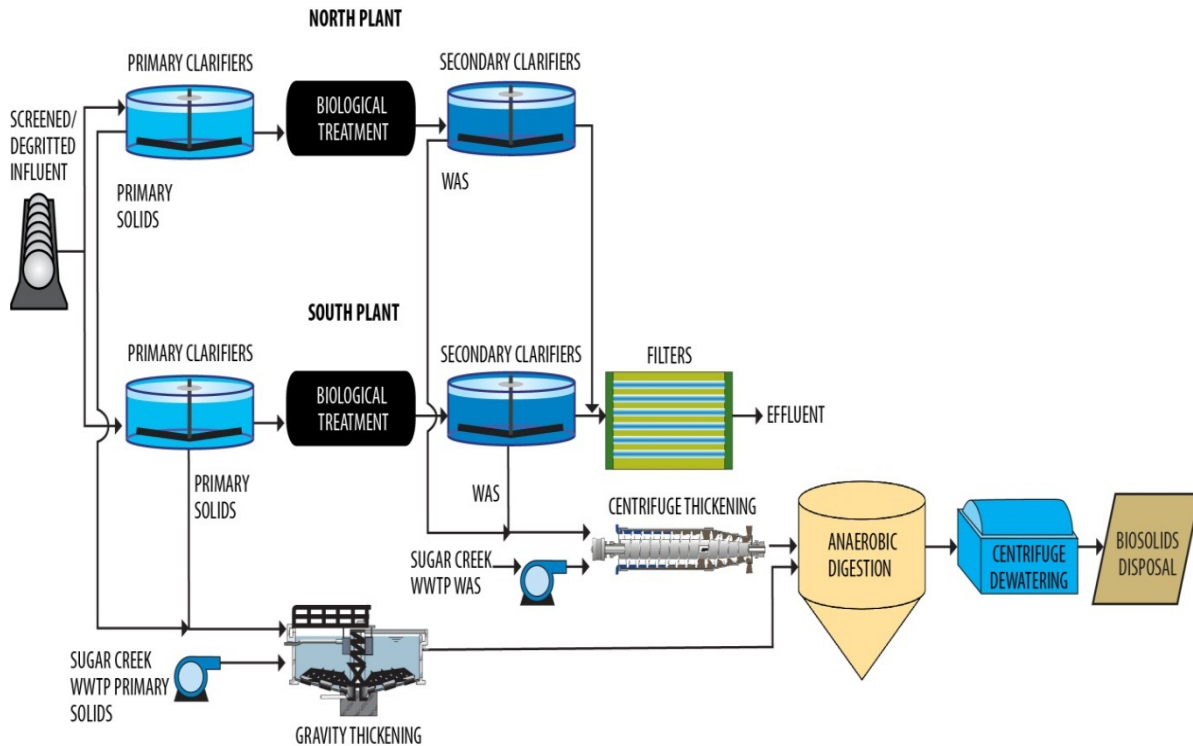 NORTH PLANT
PRIMARY CLARIFIERS
SECONDARY CLARIFIERS
SCREENED/
DEGRITTED
INFLUENT
BIOLOGICAL
TREATMENT
PRIMARY
SOLIDS
WAS
SOUTH PLANT
PRIMARY CLARIFIERS
SECONDARY CLARIFIERS
FILTERS
BIOLOGICAL
TREATMENT
EFFLUENT
PRIMARY
SOLIDS
WAS
CENTRIFUGE THICKENING
SUGAR CREEK
WWTP WAS
ANAEROBIC
DIGESTION
CENTRIFUGE
DEWATERING
BIOSOLIDS
DISPOSAL
SUGAR CREEK
WWTP PRIMARY
SOLIDS
GRAVITY THICKENING